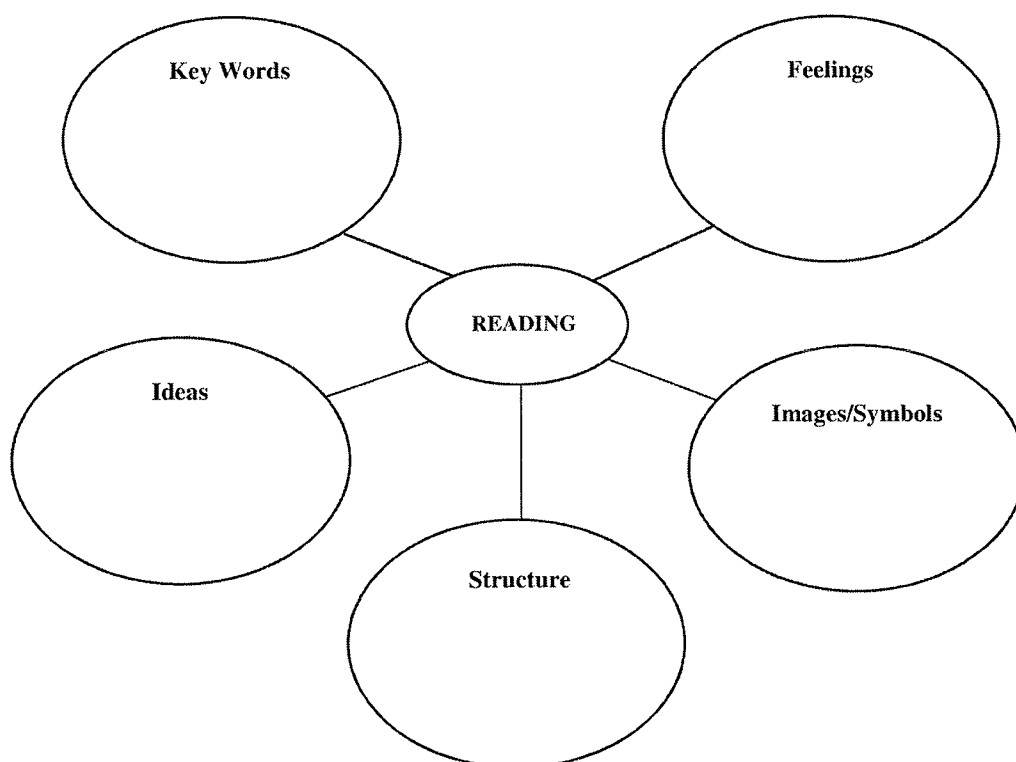 Key Words
Feelings
READING
Ideas
Images/Symbols
Structure